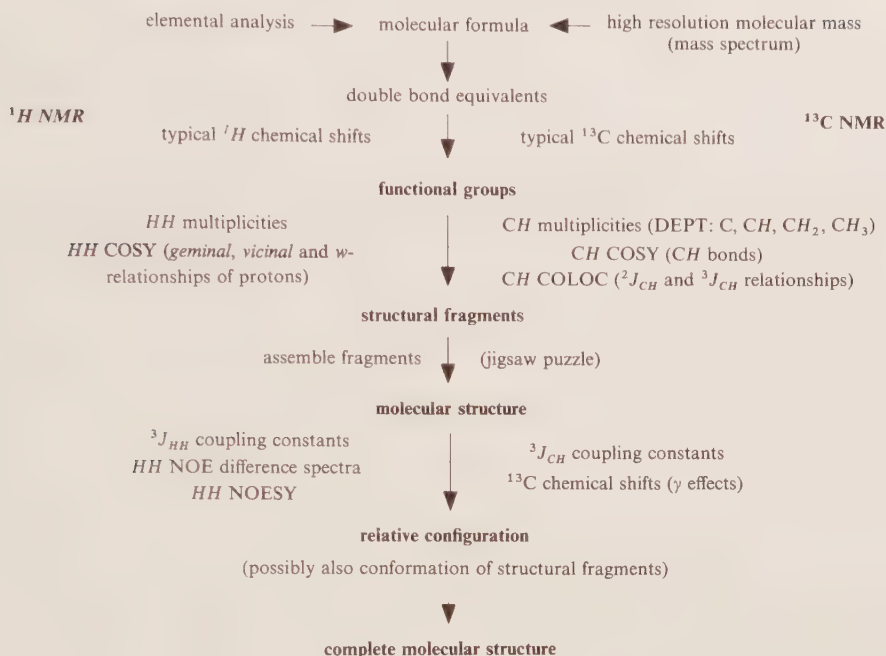 elemental analysis molecular formula high resolution molecular mass
(mass spectrum)
double bond equivalents
¹H NMR ¹³C NMR
typical ¹H chemical shifts typical ¹³C chemical shifts
functional groups
HH multiplicities
HH COSY (geminal, vicinal and w-
relationships of protons)
CH multiplicities (DEPT: C, CH, CH₂, CH₃)
CH COSY (CH bonds)
CH COLOC (²J_CH and ³J_CH relationships)
structural fragments
assemble fragments (jigsaw puzzle)
molecular structure
³J_HH coupling constants
HH NOE difference spectra
HH NOESY
³J_CH coupling constants
¹³C chemical shifts (γ effects)
relative configuration
(possibly also conformation of structural fragments)
complete molecular structure